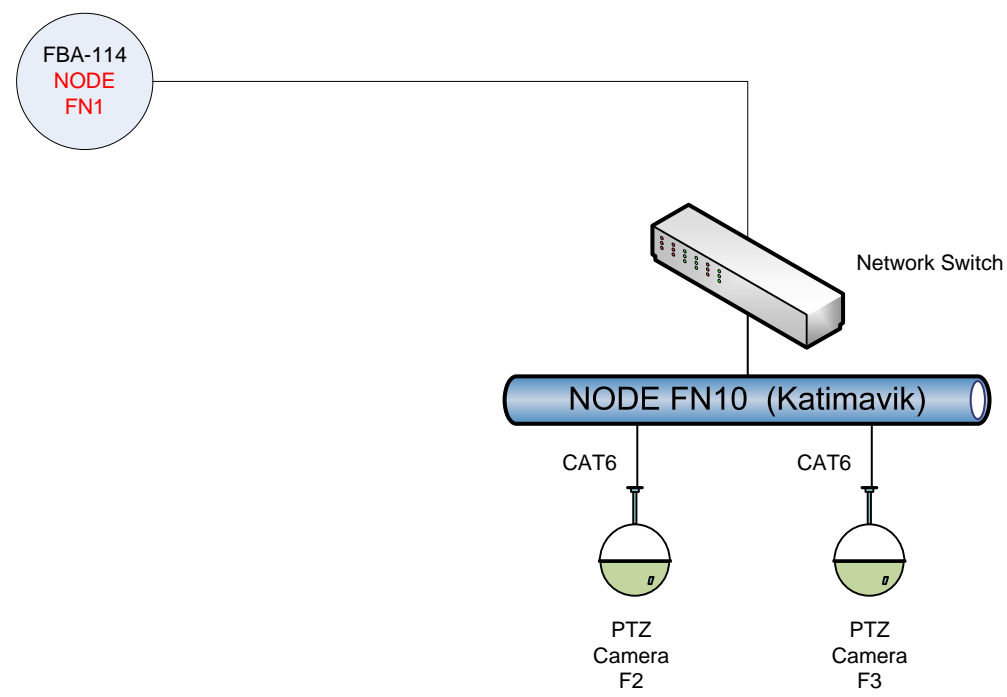 FBA-114
NODE
FN1
Network Switch
NODE FN10  (Katimavik)
CAT6
CAT6
PTZ
Camera
F2
PTZ
Camera
F3